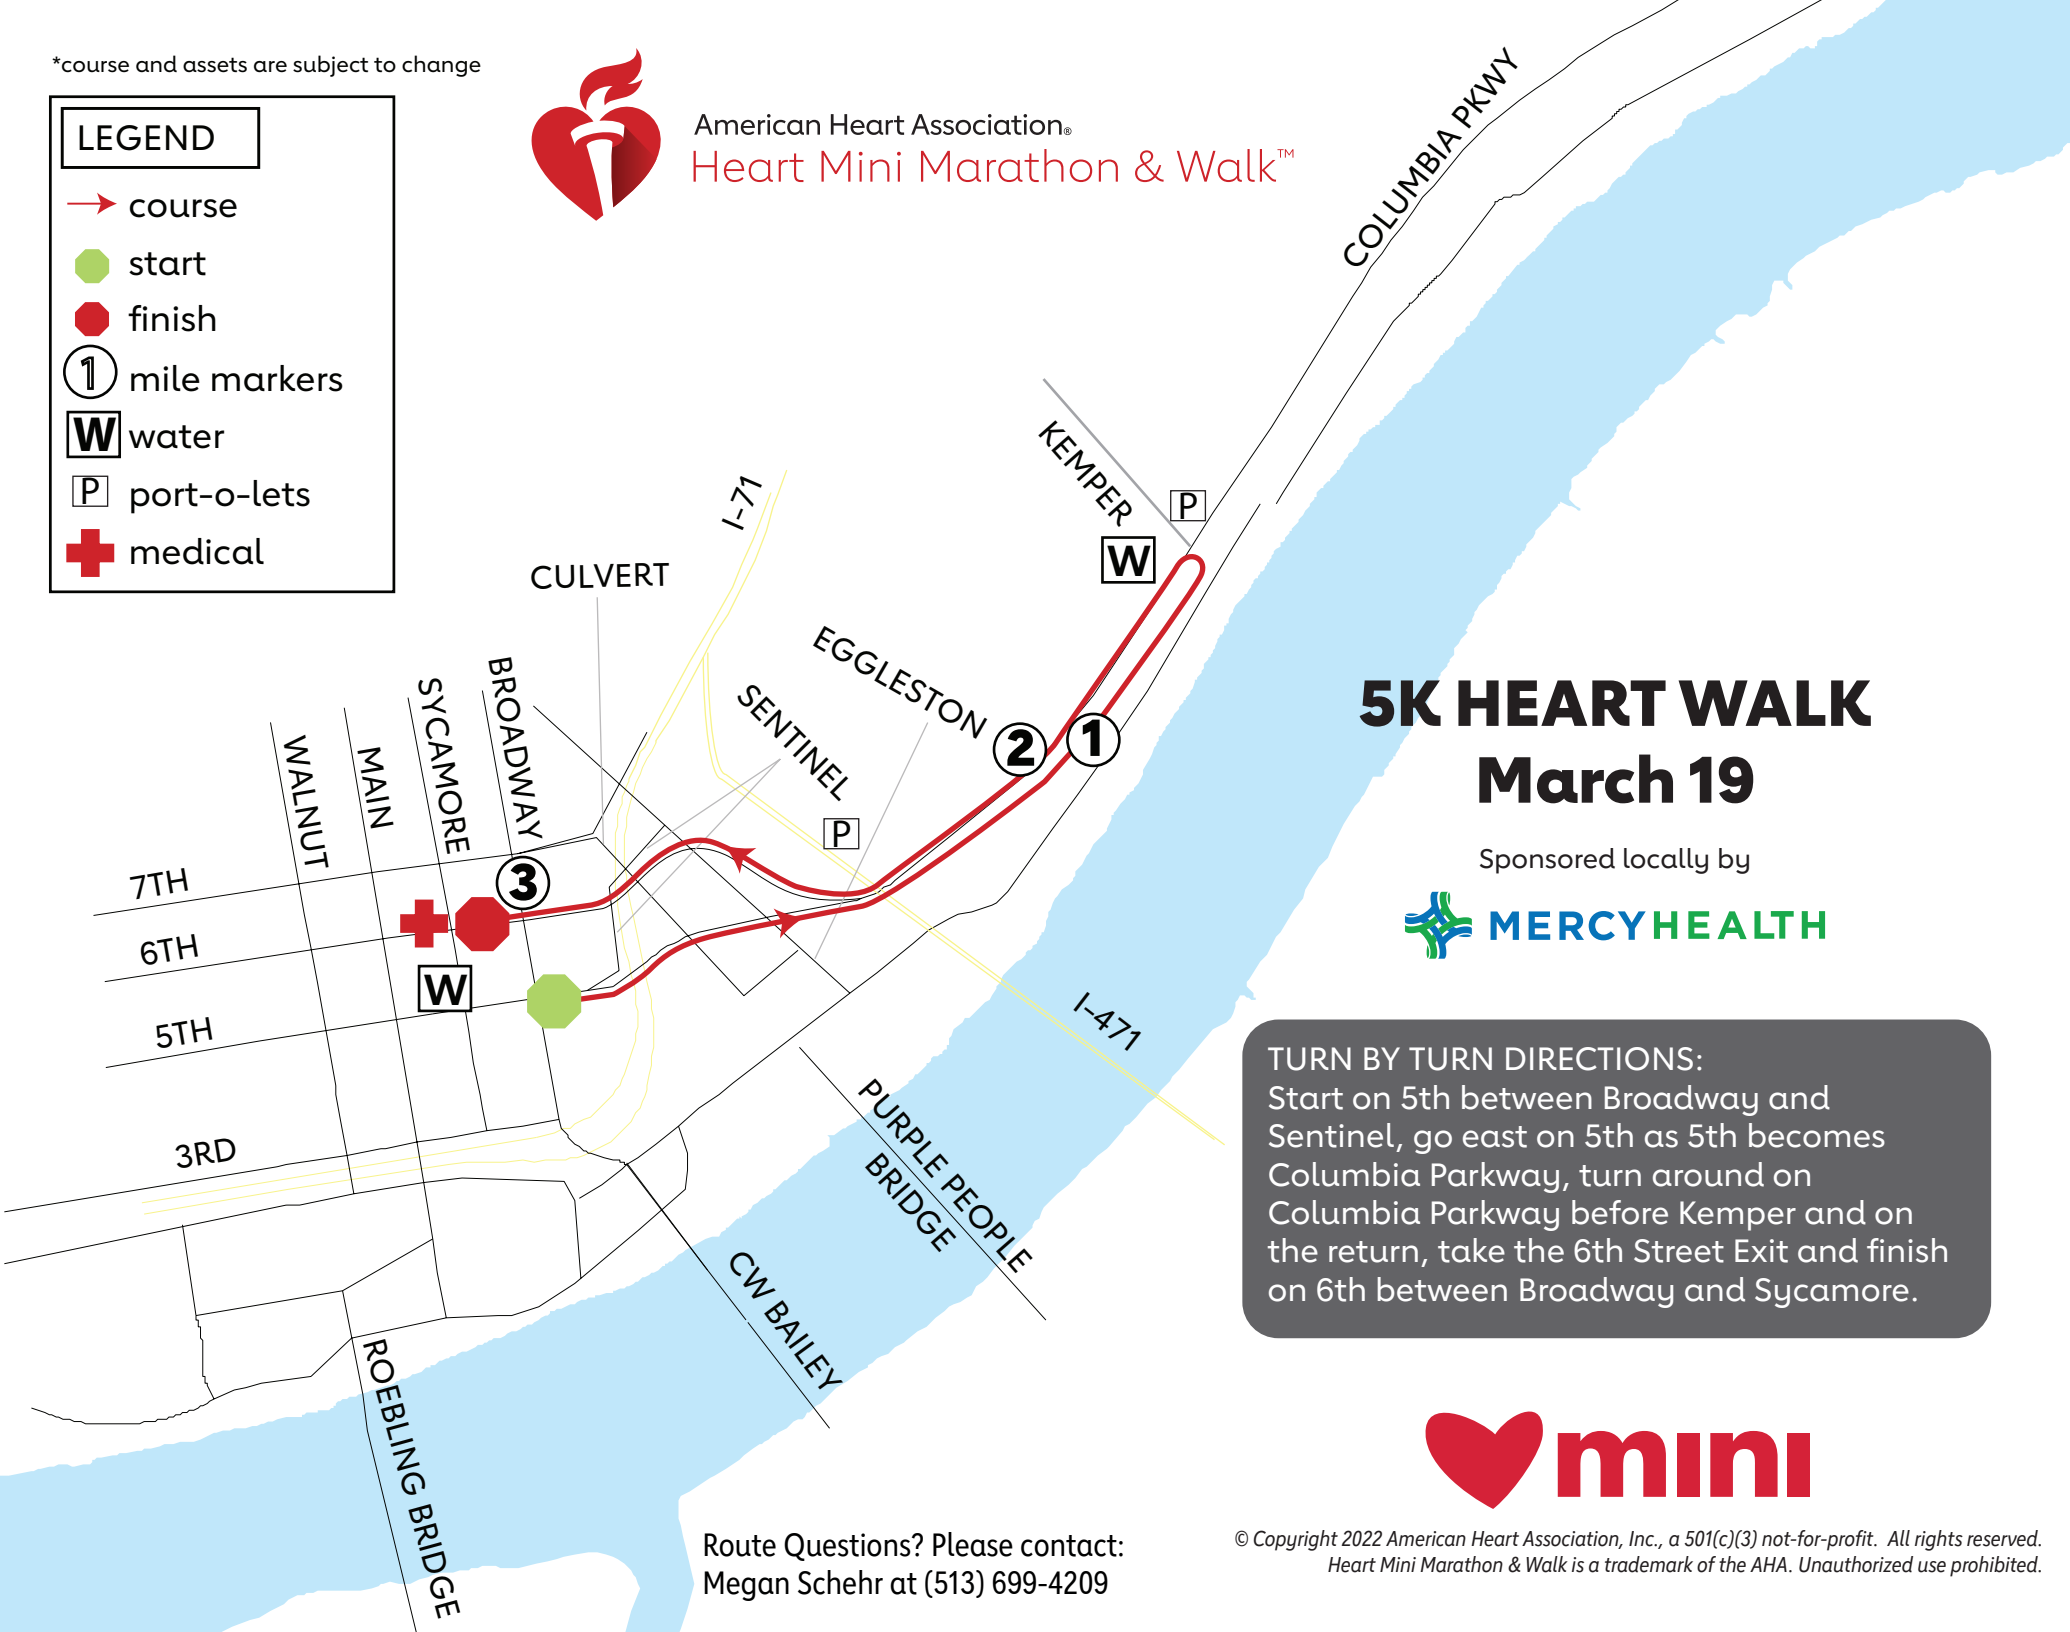 *course and assets are subject to change
LEGEND
course
start
finish
1 mile markers
W water
P port-o-lets
medical
American Heart Association®
Heart Mini Marathon & Walk™
COLUMBIA PKWY
KEMPER
P
W
I-71
CULVERT
EGGLESTON
SENTINEL
P
2
1
BROADWAY
SYCAMORE
MAIN
WALNUT
7TH
3
6TH
W
5TH
3RD
I-471
PURPLE PEOPLE
BRIDGE
CW BAILEY
ROEBLING BRIDGE
5K HEART WALK
March 19
Sponsored locally by
MERCYHEALTH
TURN BY TURN DIRECTIONS:
Start on 5th between Broadway and
Sentinel, go east on 5th as 5th becomes
Columbia Parkway, turn around on
Columbia Parkway before Kemper and on
the return, take the 6th Street Exit and finish
on 6th between Broadway and Sycamore.
mini
Route Questions? Please contact:
Megan Schehr at (513) 699-4209
© Copyright 2022 American Heart Association, Inc., a 501(c)(3) not-for-profit. All rights reserved.
Heart Mini Marathon & Walk is a trademark of the AHA. Unauthorized use prohibited.